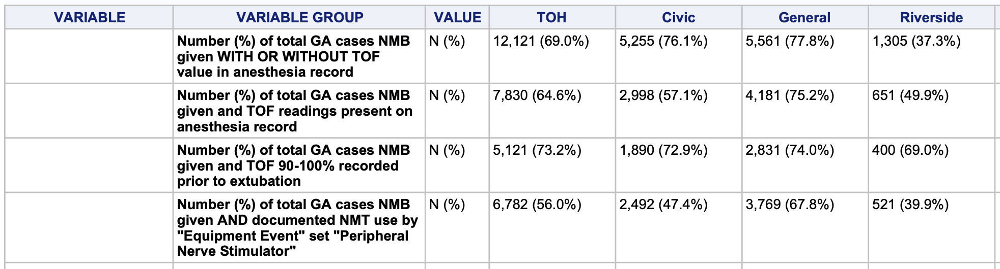 VARIABLE VARIABLE GROUP VALUE TOH Civic General Riverside
Number (%) of total GA cases NMB N (%) 12,121 (69.0%) 5,255 (76.1%) 5,561 (77.8%) 1,305 (37.3%)
given WITH OR WITHOUT TOF
value in anesthesia record
Number (%) of total GA cases NMB N (%) 7,830 (64.6%) 2,998 (57.1%) 4,181 (75.2%) 651 (49.9%)
given and TOF readings present on
anesthesia record
Number (%) of total GA cases NMB N (%) 5,121 (73.2%) 1,890 (72.9%) 2,831 (74.0%) 400 (69.0%)
given and TOF 90-100% recorded
prior to extubation
Number (%) of total GA cases NMB N (%) 6,782 (56.0%) 2,492 (47.4%) 3,769 (67.8%) 521 (39.9%)
given AND documented NMT use by
"Equipment Event" set "Peripheral
Nerve Stimulator"